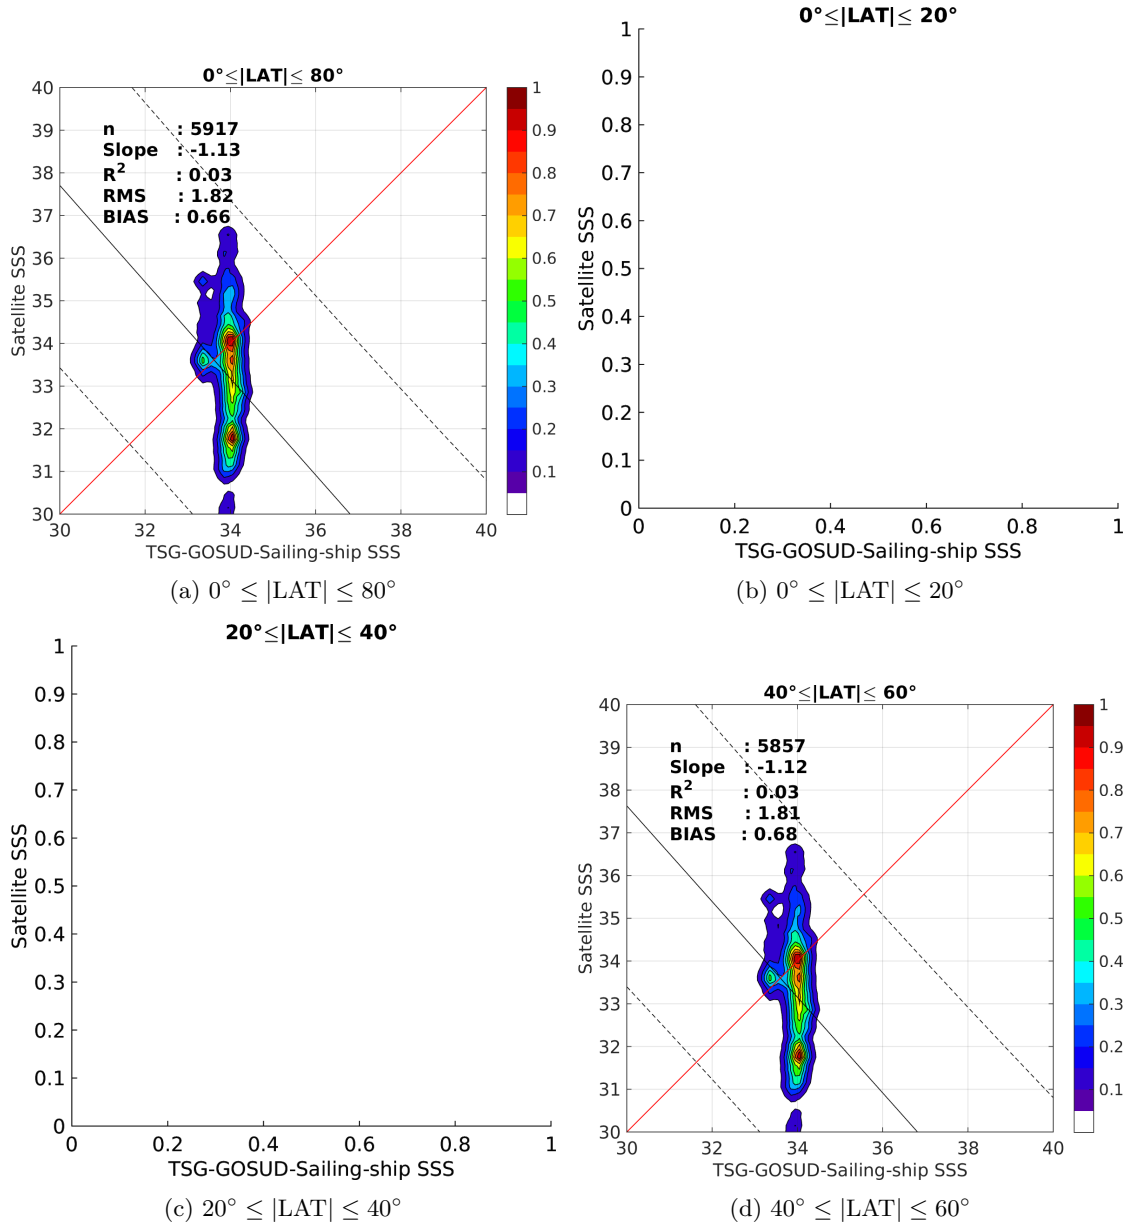 0°≤|LAT|≤ 80°
n : 5917
Slope : -1.13
R² : 0.03
RMS : 1.82
BIAS : 0.66
40
39
38
37
36
35
34
33
32
31
30
Satellite SSS
30 32 34 36 38 40
TSG-GOSUD-Sailing-ship SSS
1
0.9
0.8
0.7
0.6
0.5
0.4
0.3
0.2
0.1
(a) 0° ≤ |LAT| ≤ 80°
0°≤|LAT|≤ 20°
1
0.9
0.8
0.7
0.6
0.5
0.4
0.3
0.2
0.1
0
Satellite SSS
0 0.2 0.4 0.6 0.8 1
TSG-GOSUD-Sailing-ship SSS
(b) 0° ≤ |LAT| ≤ 20°
20°≤|LAT|≤ 40°
1
0.9
0.8
0.7
0.6
0.5
0.4
0.3
0.2
0.1
0
Satellite SSS
0 0.2 0.4 0.6 0.8 1
TSG-GOSUD-Sailing-ship SSS
(c) 20° ≤ |LAT| ≤ 40°
40°≤|LAT|≤ 60°
n : 5857
Slope : -1.12
R² : 0.03
RMS : 1.81
BIAS : 0.68
40
39
38
37
36
35
34
33
32
31
30
Satellite SSS
30 32 34 36 38 40
TSG-GOSUD-Sailing-ship SSS
1
0.9
0.8
0.7
0.6
0.5
0.4
0.3
0.2
0.1
(d) 40° ≤ |LAT| ≤ 60°